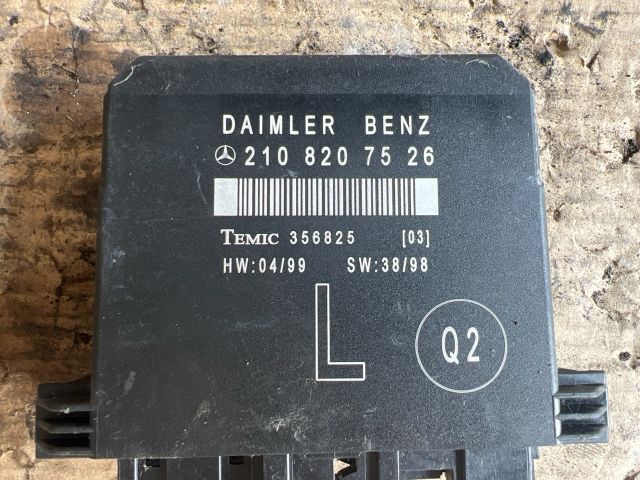 DAIMLER BENZ
210 820 75 26
TEMIC 356825 [03]
HW:04/99 SW:38/98
L
Q2